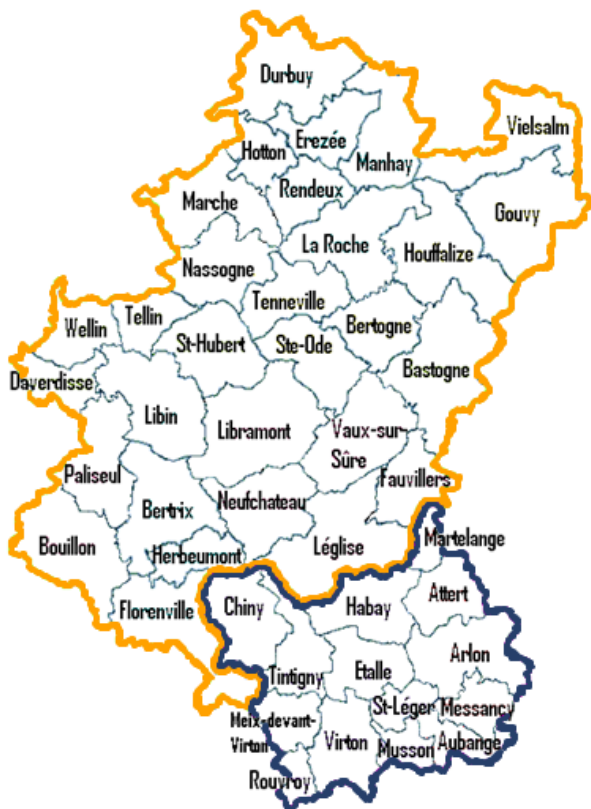 Durbuy
Vielsalm
Erezée
Hotton
Manhay
Rendeux
Marche
Gouvy
La Roche
Houffalize
Nassogne
Tenneville
Tellin
Bertogne
Wellin
St-Hubert
Ste-Ode
Bastogne
Daverdisse
Libin
Libramont
Vaux-sur-
Sûre
Paliseul
Fauvillers
Neufchateau
Bertrix
Bouillon
Herbeumont
Léglise
Martelange
Attert
Florenville
Chiny
Habay
Arlon
Etalle
Tintigny
St-Léger
Messancy
Meix-devant-
Virton
Virton
Musson
Aubange
Rouvroy